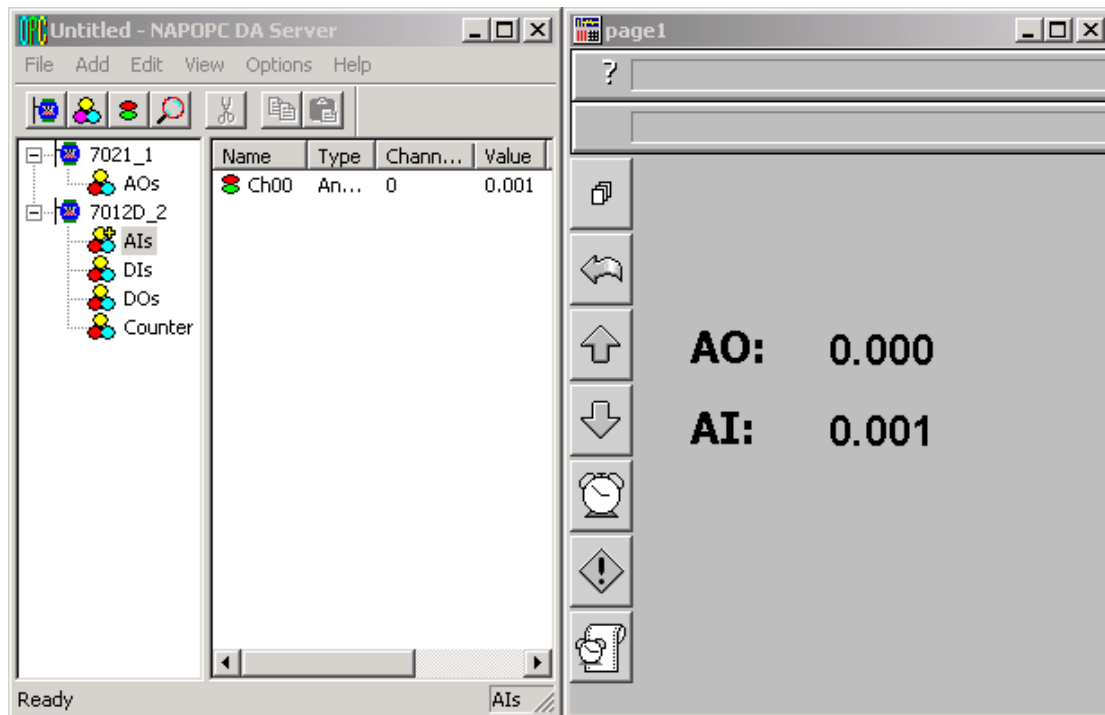 Untitled - NAPOPC DA Server
File Add Edit View Options Help
7021_1
AOs
7012D_2
AIs
DIs
DOs
Counter
Name Type Chann... Value
Ch00 An... 0 0.001
Ready
AIs
page1
?
AO: 0.000
AI: 0.001